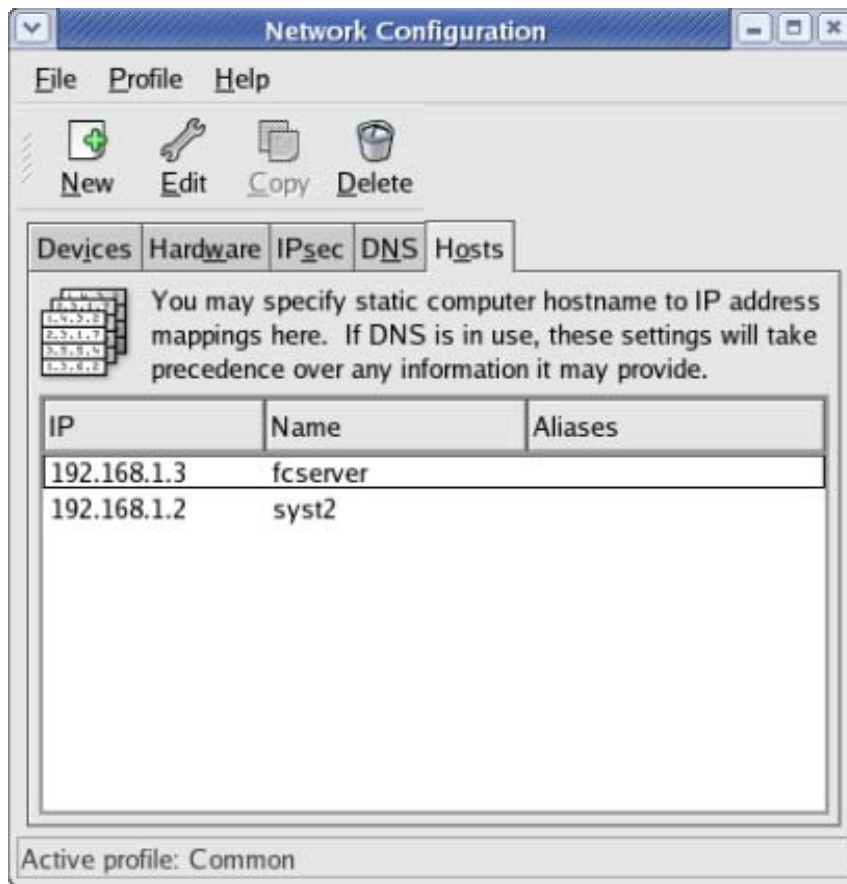 Network Configuration
File Profile Help
New Edit Copy Delete
Devices Hardware IPsec DNS Hosts
You may specify static computer hostname to IP address
mappings here. If DNS is in use, these settings will take
precedence over any information it may provide.
IP Name Aliases
192.168.1.3 fcserver
192.168.1.2 syst2
Active profile: Common